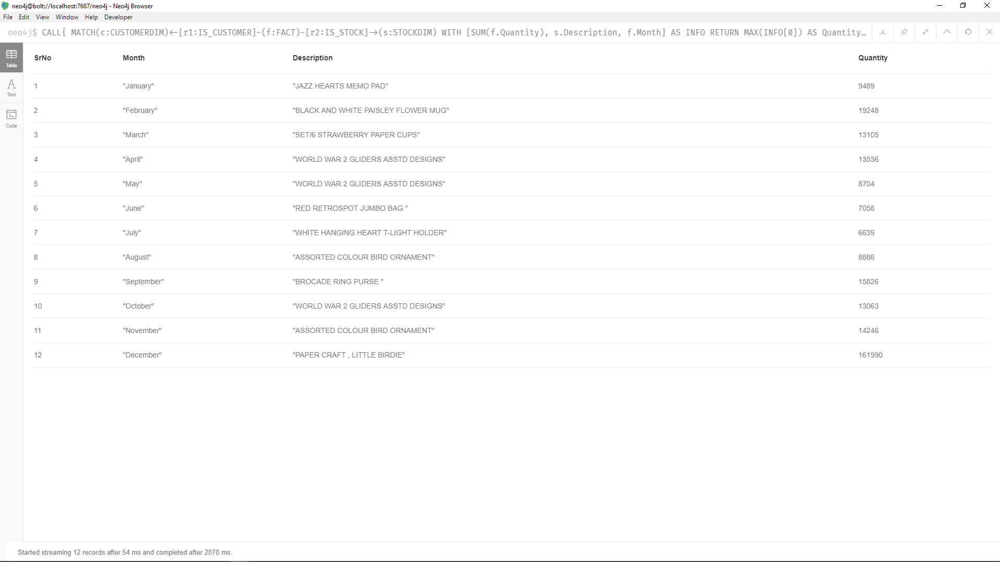 neo4j@bolt://localhost:7687/neo4j - Neo4j Browser
File Edit View Window Help Developer
neo4j$ CALL{ MATCH(c:CUSTOMERDIM)←[r1:IS_CUSTOMER]-(f:FACT)-[r2:IS_STOCK]→(s:STOCKDIM) WITH [SUM(f.Quantity), s.Description, f.Month] AS INFO RETURN MAX(INFO[0]) AS Quantity…
Table
Text
Code
SrNo Month Description Quantity
1 "January" "JAZZ HEARTS MEMO PAD" 9489
2 "February" "BLACK AND WHITE PAISLEY FLOWER MUG" 19248
3 "March" "SET/6 STRAWBERRY PAPER CUPS" 13105
4 "April" "WORLD WAR 2 GLIDERS ASSTD DESIGNS" 13536
5 "May" "WORLD WAR 2 GLIDERS ASSTD DESIGNS" 8704
6 "June" "RED RETROSPOT JUMBO BAG " 7058
7 "July" "WHITE HANGING HEART T-LIGHT HOLDER" 6639
8 "August" "ASSORTED COLOUR BIRD ORNAMENT" 8886
9 "September" "BROCADE RING PURSE " 15826
10 "October" "WORLD WAR 2 GLIDERS ASSTD DESIGNS" 13063
11 "November" "ASSORTED COLOUR BIRD ORNAMENT" 14246
12 "December" "PAPER CRAFT , LITTLE BIRDIE" 161990
Started streaming 12 records after 54 ms and completed after 2070 ms.